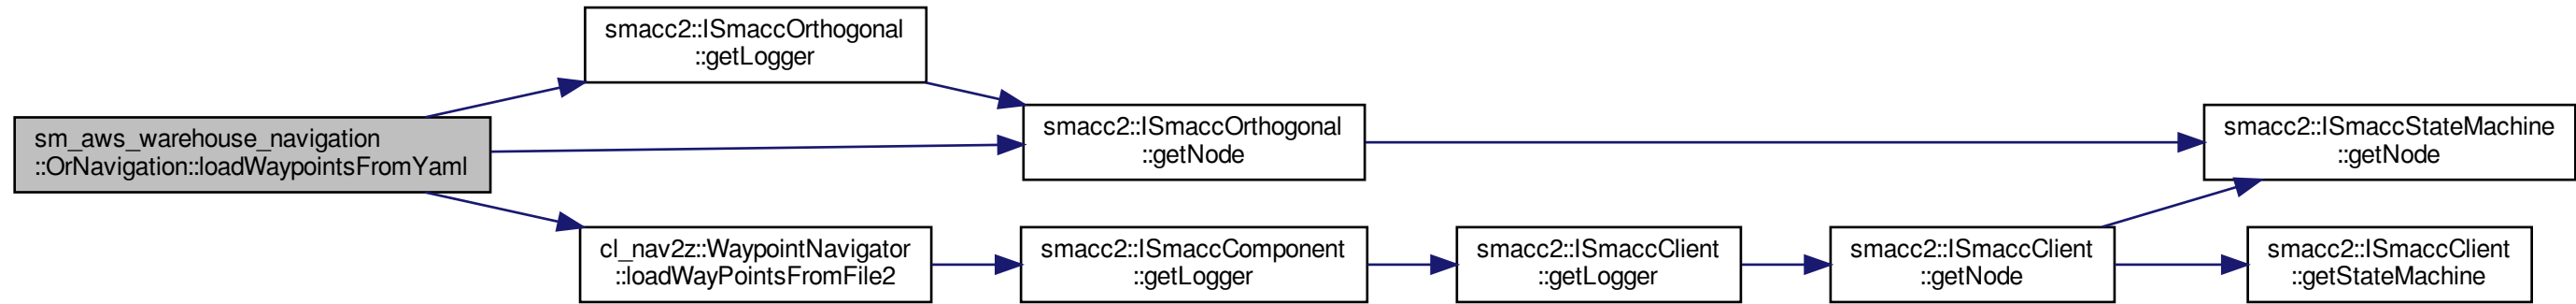 smacc2::ISmaccOrthogonal
::getLogger
sm_aws_warehouse_navigation
::OrNavigation::loadWaypointsFromYaml
smacc2::ISmaccOrthogonal
::getNode
smacc2::ISmaccStateMachine
::getNode
cl_nav2z::WaypointNavigator
::loadWayPointsFromFile2
smacc2::ISmaccComponent
::getLogger
smacc2::ISmaccClient
::getLogger
smacc2::ISmaccClient
::getNode
smacc2::ISmaccClient
::getStateMachine